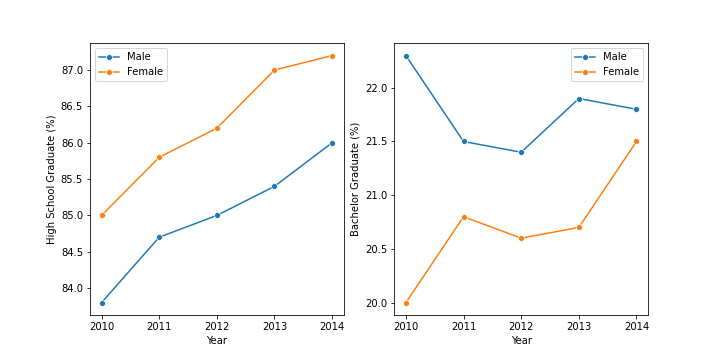 High School Graduate (%)
87.0
86.5
86.0
85.5
85.0
84.5
84.0
Male
Female
2010 2011 2012 2013 2014
Year
Bachelor Graduate (%)
22.0
21.5
21.0
20.5
20.0
Male
Female
2010 2011 2012 2013 2014
Year